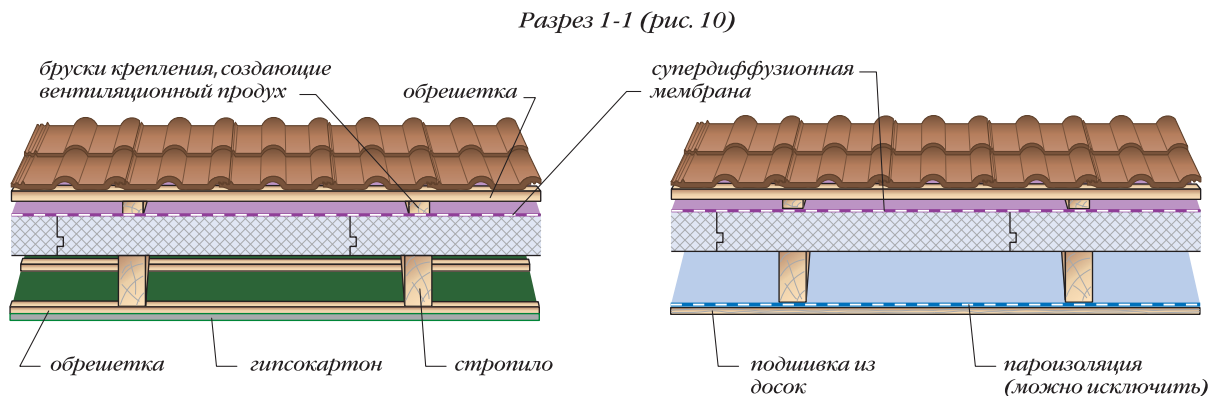 Разрез 1-1 (рис. 10)
бруски крепления, создающие
вентиляционный продух
обрешетка
супердиффузионная
мембрана
обрешетка
гипсокартон
стропило
подшивка из
досок
пароизоляция
(можно исключить)